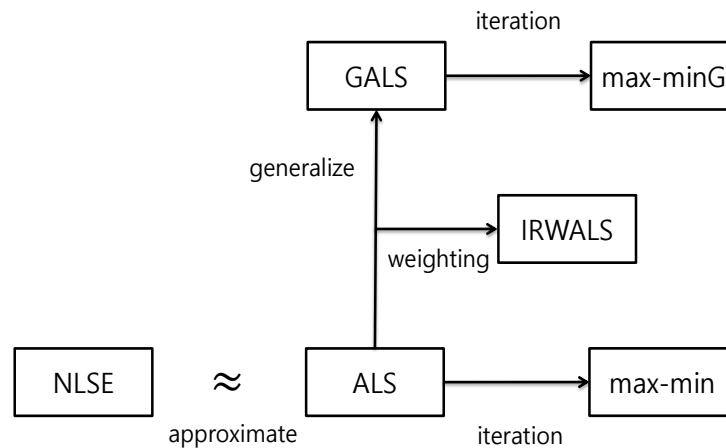 iteration
GALS
max-minG
generalize
IRWALS
weighting
NLSE
≈
ALS
max-min
approximate
iteration